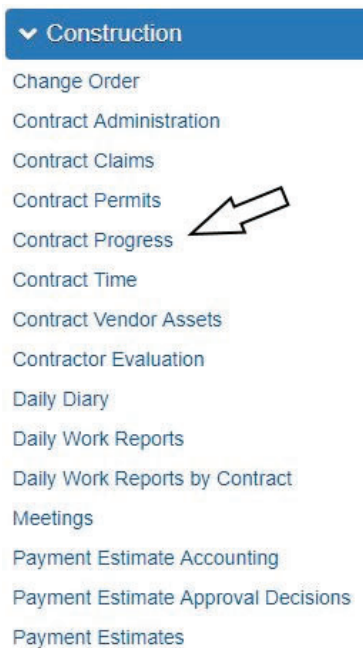 Construction
Change Order
Contract Administration
Contract Claims
Contract Permits
Contract Progress
Contract Time
Contract Vendor Assets
Contractor Evaluation
Daily Diary
Daily Work Reports
Daily Work Reports by Contract
Meetings
Payment Estimate Accounting
Payment Estimate Approval Decisions
Payment Estimates